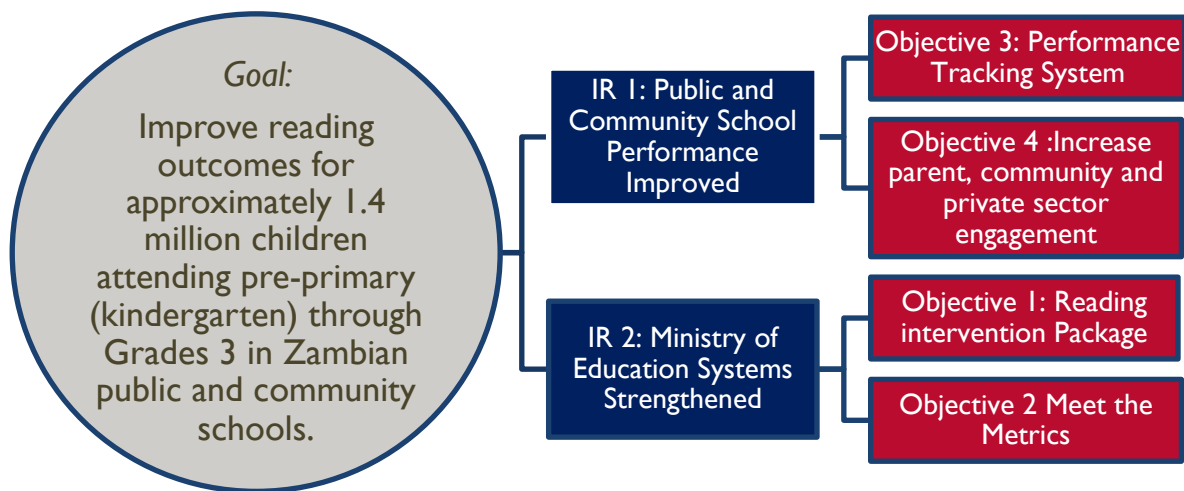 Goal:
Improve reading
outcomes for
approximately 1.4
million children
attending pre-primary
(kindergarten) through
Grades 3 in Zambian
public and community
schools.
IR 1: Public and
Community School
Performance
Improved
Objective 3: Performance
Tracking System
Objective 4 :Increase
parent, community and
private sector
engagement
IR 2: Ministry of
Education Systems
Strengthened
Objective 1: Reading
intervention Package
Objective 2 Meet the
Metrics